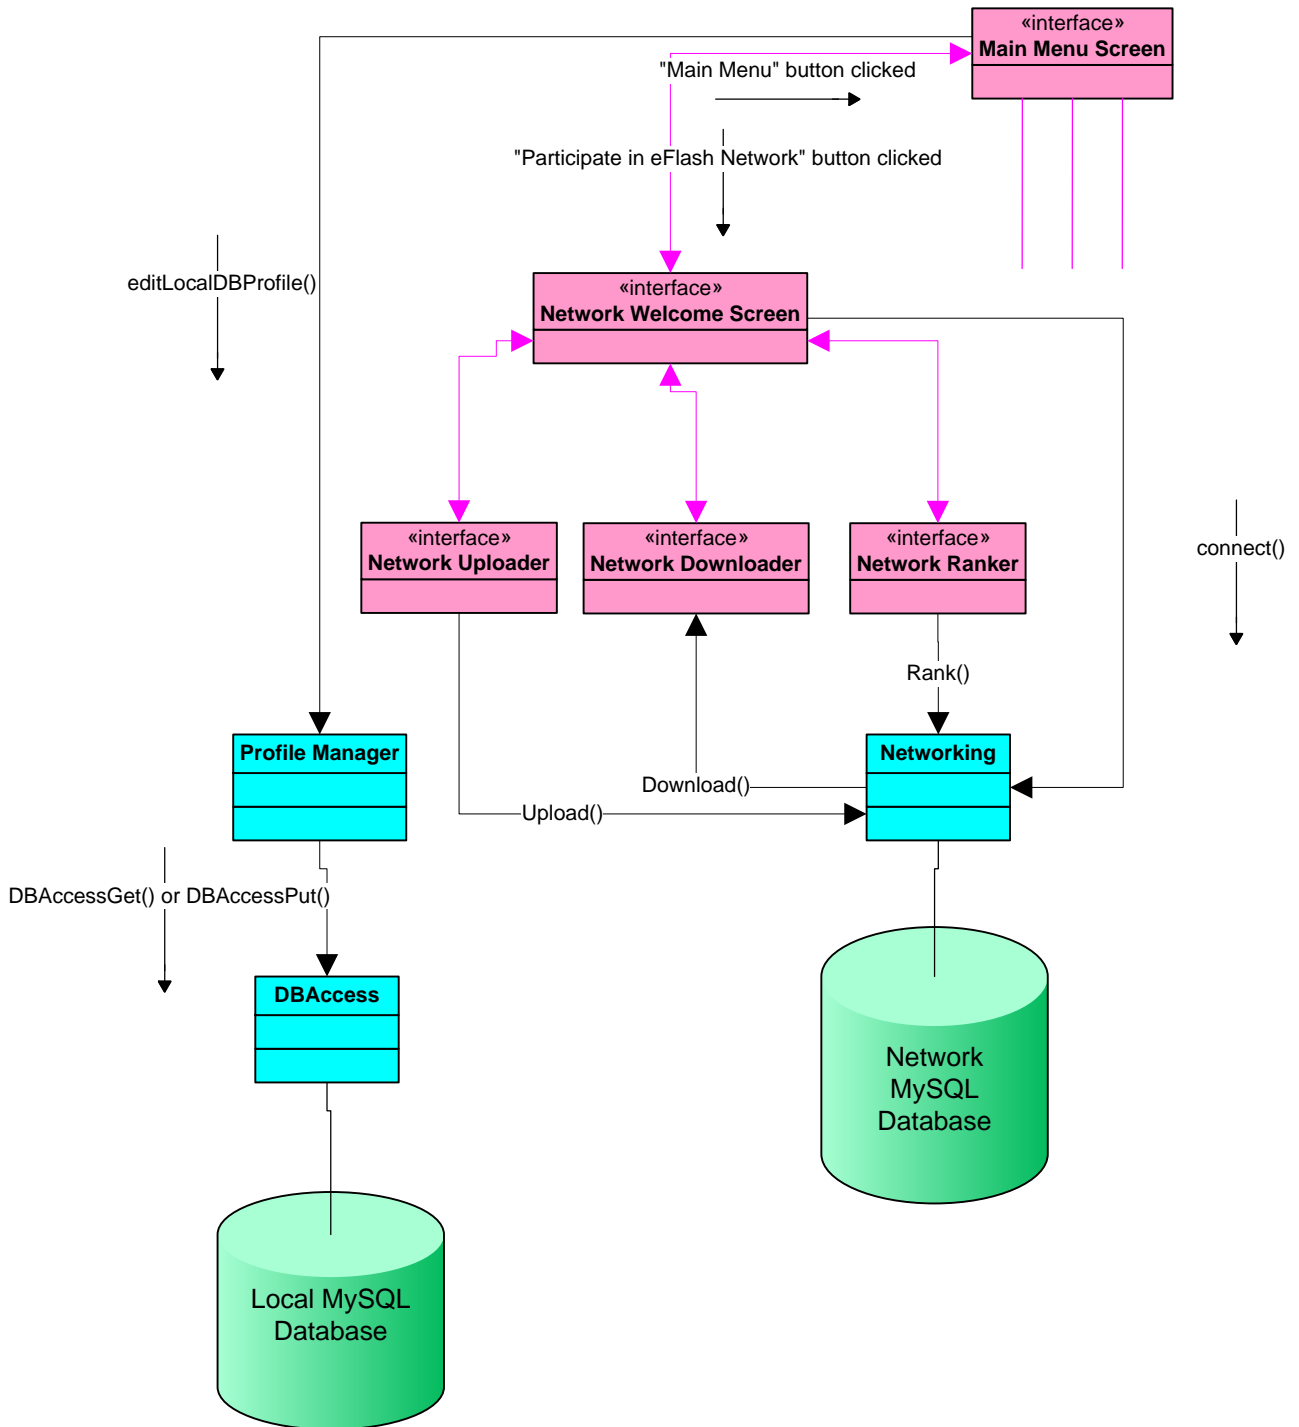 «interface»
Main Menu Screen
"Main Menu" button clicked
"Participate in eFlash Network" button clicked
editLocalDBProfile()
«interface»
Network Welcome Screen
«interface»
Network Uploader
«interface»
Network Downloader
«interface»
Network Ranker
connect()
Rank()
Profile Manager
Networking
Download()
Upload()
DBAccessGet() or DBAccessPut()
DBAccess
Network
MySQL
Database
Local MySQL
Database